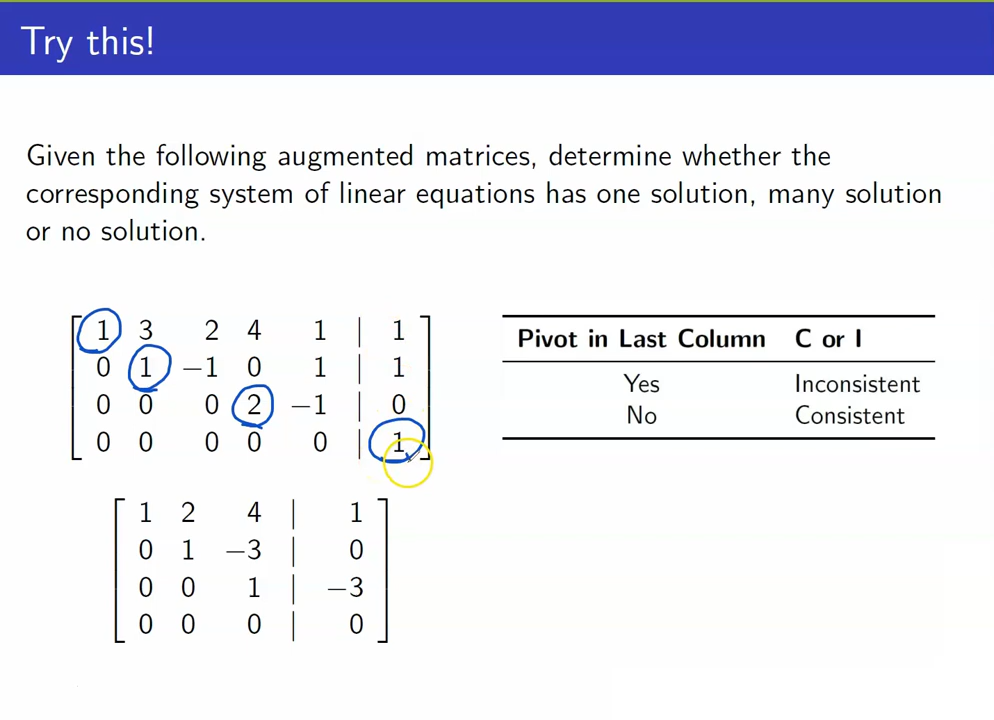 Try this!
Given the following augmented matrices, determine whether the
corresponding system of linear equations has one solution, many solution
or no solution.
1 3 2 4 1 | 1
0 1 −1 0 1 | 1
0 0 0 2 −1 | 0
0 0 0 0 0 | 1
Pivot in Last Column C or I
Yes Inconsistent
No Consistent
1 2 4 | 1
0 1 −3 | 0
0 0 1 | −3
0 0 0 | 0